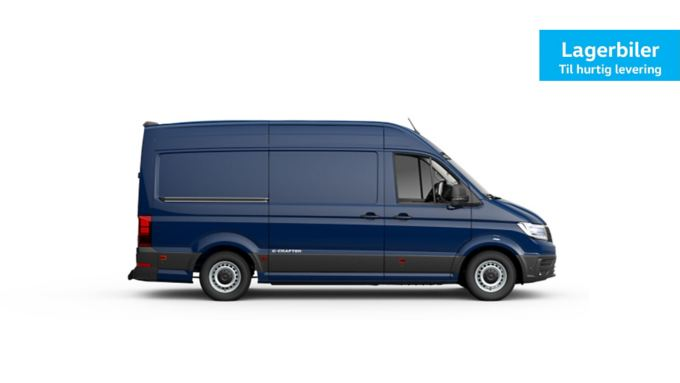 Lagerbiler
Til hurtig levering
e-CRAFTER